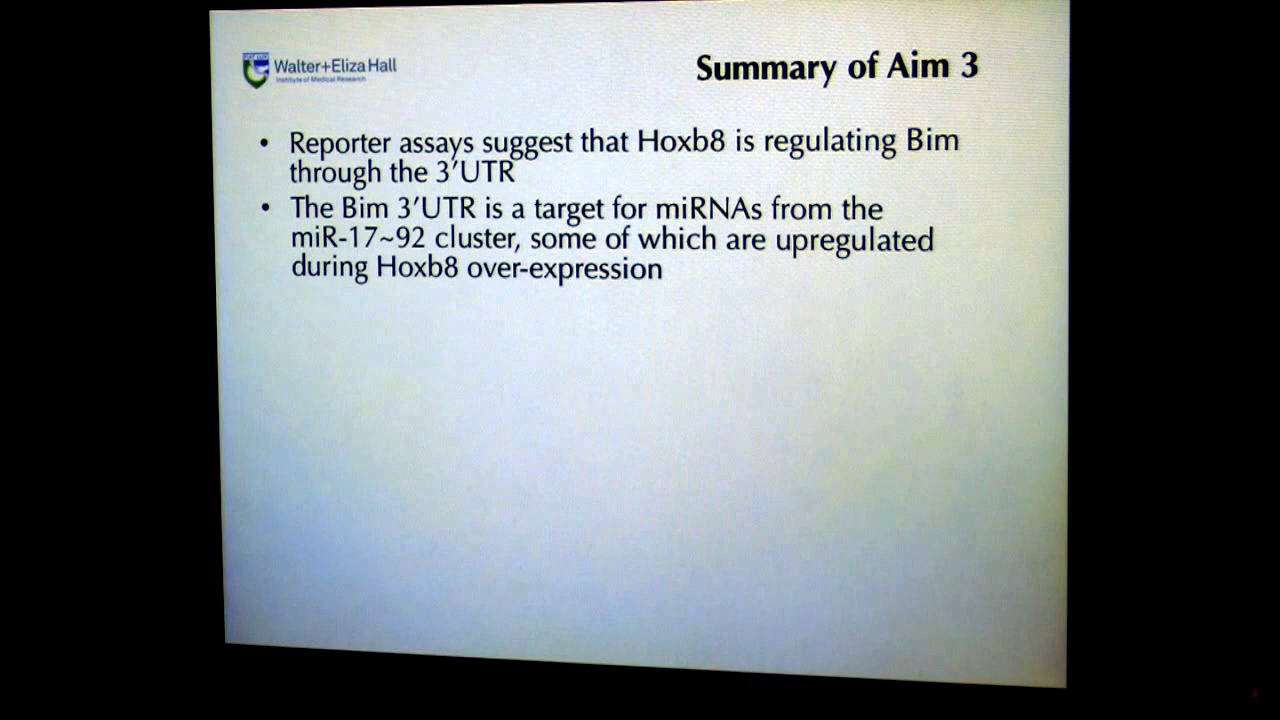 Walter+Eliza Hall
Institute of Medical Research
Summary of Aim 3
• Reporter assays suggest that Hoxb8 is regulating Bim
through the 3’UTR
• The Bim 3’UTR is a target for miRNAs from the
miR-17~92 cluster, some of which are upregulated
during Hoxb8 over-expression